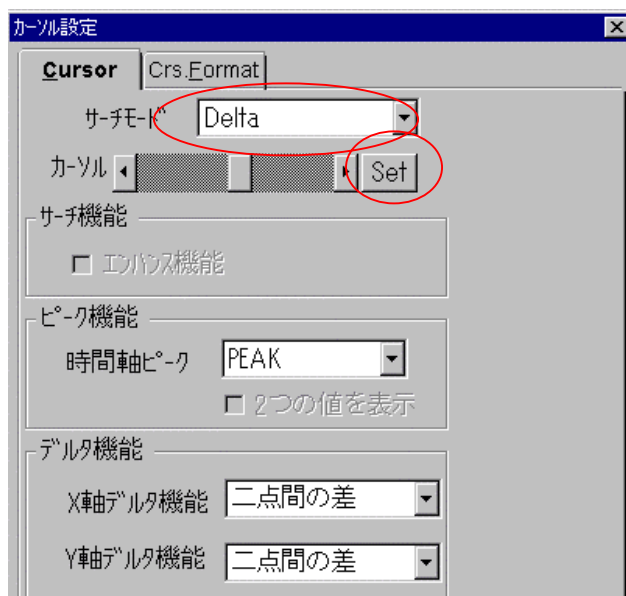 カーソル設定
Cursor Crs.Format
サーチモード Delta
カーソル Set
サーチ機能
エンハンス機能
ピーク機能
時間軸ピーク PEAK
2つの値を表示
デルタ機能
X軸デルタ機能 二点間の差
Y軸デルタ機能 二点間の差